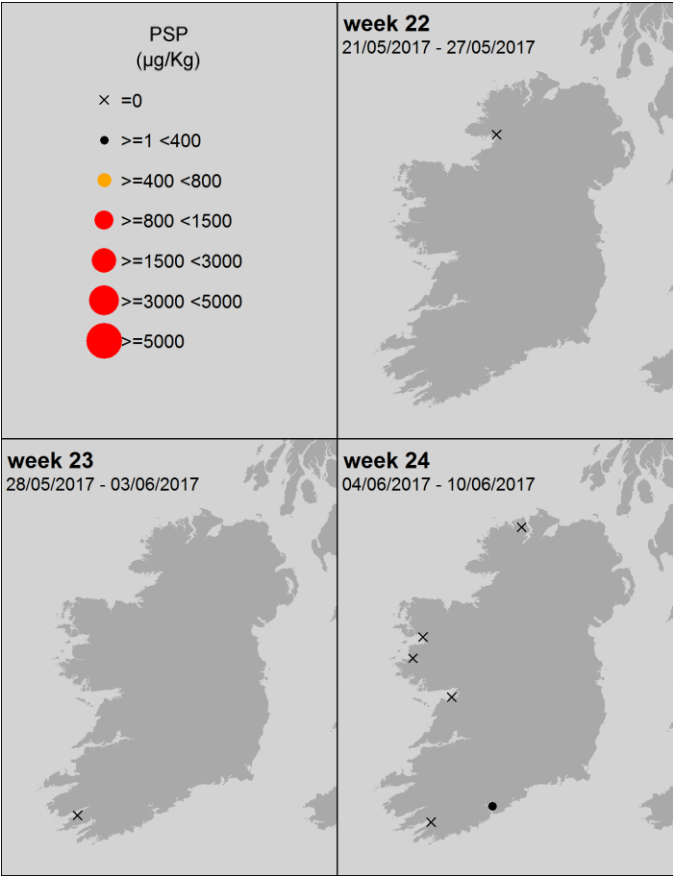 PSP
(µg/Kg)
=0
>=1 <400
>=400 <800
>=800 <1500
>=1500 <3000
>=3000 <5000
>=5000
week 22
21/05/2017 - 27/05/2017
week 23
28/05/2017 - 03/06/2017
week 24
04/06/2017 - 10/06/2017